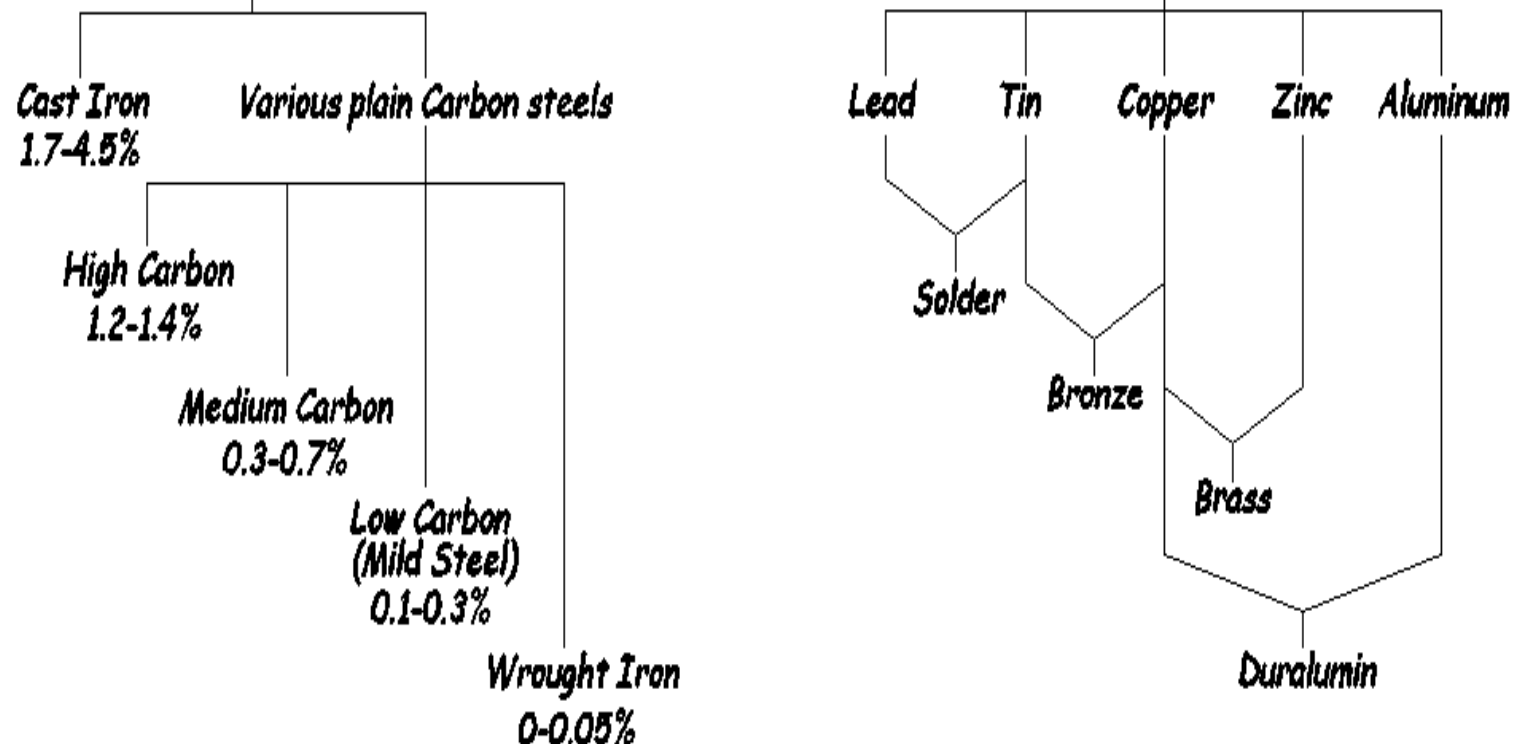 Cast Iron
1.7-4.5%
Various plain Carbon steels
High Carbon
1.2-1.4%
Medium Carbon
0.3-0.7%
Low Carbon
(Mild Steel)
0.1-0.3%
Wrought Iron
0-0.05%
Lead
Tin
Copper
Zinc
Aluminum
Solder
Bronze
Brass
Duralumin